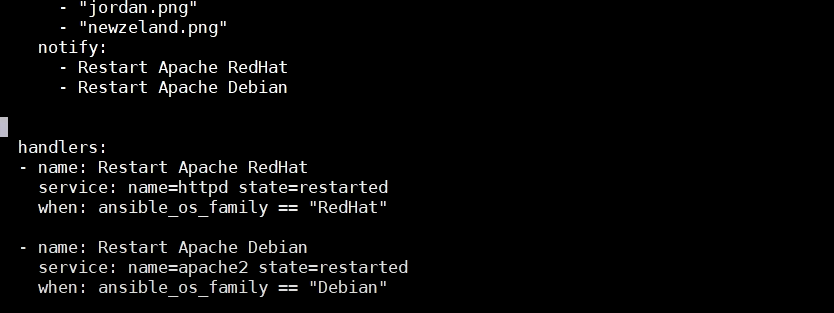 - "jordan.png"
- "newzeland.png"
notify:
- Restart Apache RedHat
- Restart Apache Debian
handlers:
- name: Restart Apache RedHat
service: name=httpd state=restarted
when: ansible_os_family == "RedHat"
- name: Restart Apache Debian
service: name=apache2 state=restarted
when: ansible_os_family == "Debian"